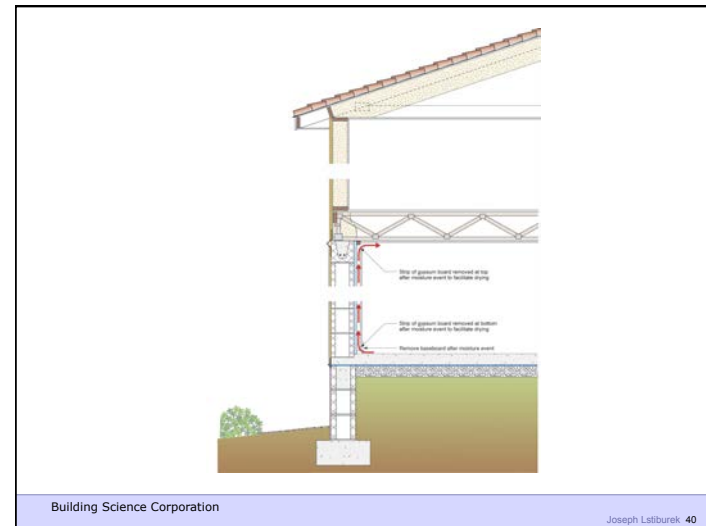 Strip of gypsum board removed at top
after moisture event to facilitate drying
Strip of gypsum board removed at bottom
after moisture event to facilitate drying
Remove baseboard after moisture event
Building Science Corporation
Joseph Lstiburek 40